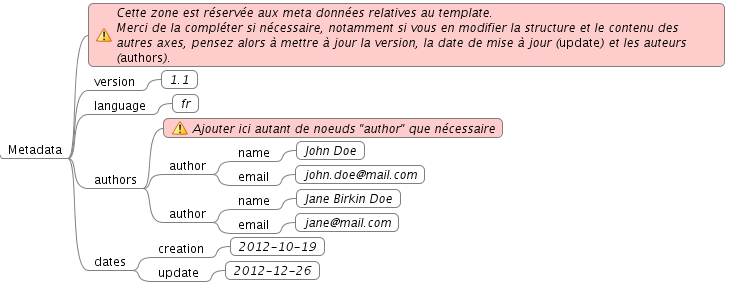 Cette zone est réservée aux meta données relatives au template.
Merci de la compléter si nécessaire, notamment si vous en modifier la structure et le contenu des
autres axes, pensez alors à mettre à jour la version, la date de mise à jour (update) et les auteurs
(authors).
version 1.1
language fr
Ajouter ici autant de noeuds "author" que nécessaire
Metadata
authors
author
name John Doe
email john.doe@mail.com
author
name Jane Birkin Doe
email jane@mail.com
dates
creation 2012-10-19
update 2012-12-26